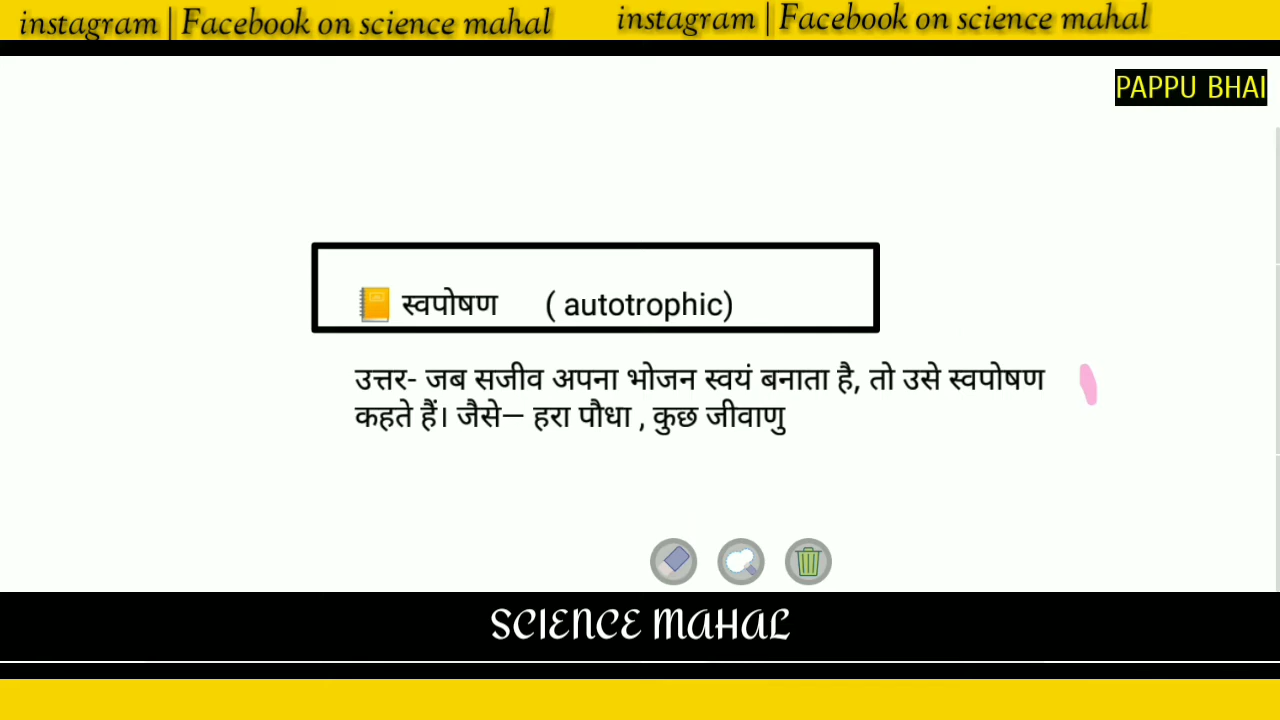 instagram | Facebook on science mahal instagram | Facebook on science mahal
PAPPU BHAI
स्वपोषण ( autotrophic)
उत्तर- जब सजीव अपना भोजन स्वयं बनाता है, तो उसे स्वपोषण
कहते हैं। जैसे— हरा पौधा , कुछ जीवाणु
SCIENCE MAHAL